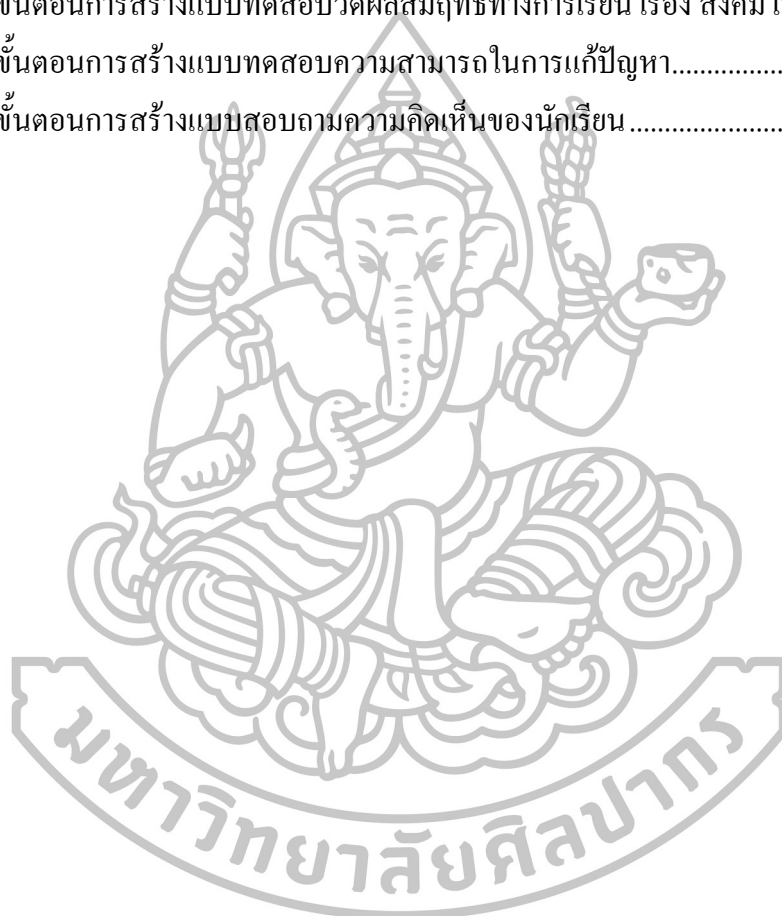 ขั้นตอนการสร้างแบบทดสอบวัดผลสัมฤทธิ์ทางการเรียน เรื่อง สังคม
ขั้นตอนการสร้างแบบทดสอบความสามารถในการแก้ปัญหา................
ขั้นตอนการสร้างแบบสอบถามความคิดเห็นของนักเรียน ......................
มหาวิทยาลัยศิลปากร